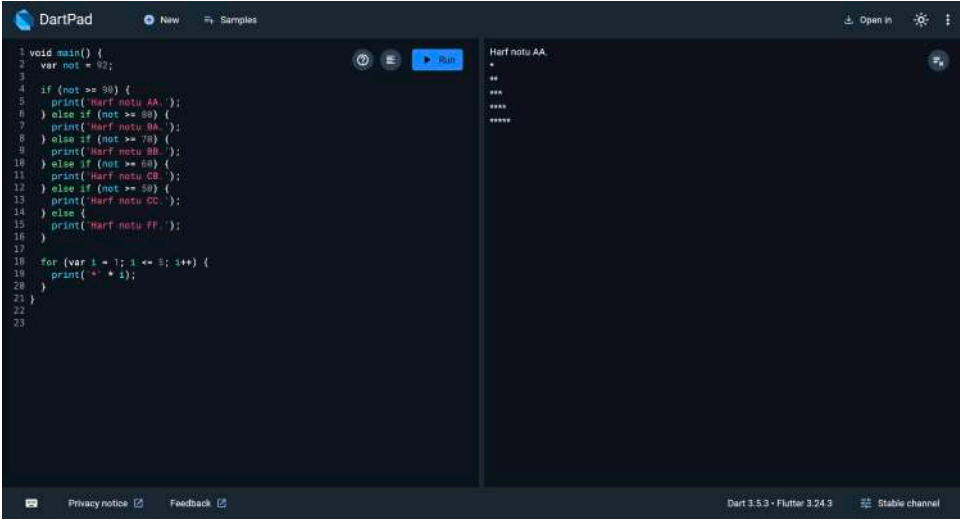 DartPad
New
Samples
Open in
1 void main() {
2 var not = 92;
3
4 if (not >= 90) {
5 print('Harf notu AA.');
6 } else if (not >= 80) {
7 print('Harf notu BA.');
8 } else if (not >= 70) {
9 print('Harf notu BB.');
10 } else if (not >= 60) {
11 print('Harf notu CB.');
12 } else if (not >= 50) {
13 print('Harf notu CC.');
14 } else {
15 print('Harf notu FF.');
16 }
17
18 for (var i = 1; i <= 5; i++) {
19 print('*' * i);
20 }
21 }
22
23
Run
Harf notu AA.
*
**
***
****
*****
Privacy notice
Feedback
Dart 3.5.3 • Flutter 3.24.3
Stable channel